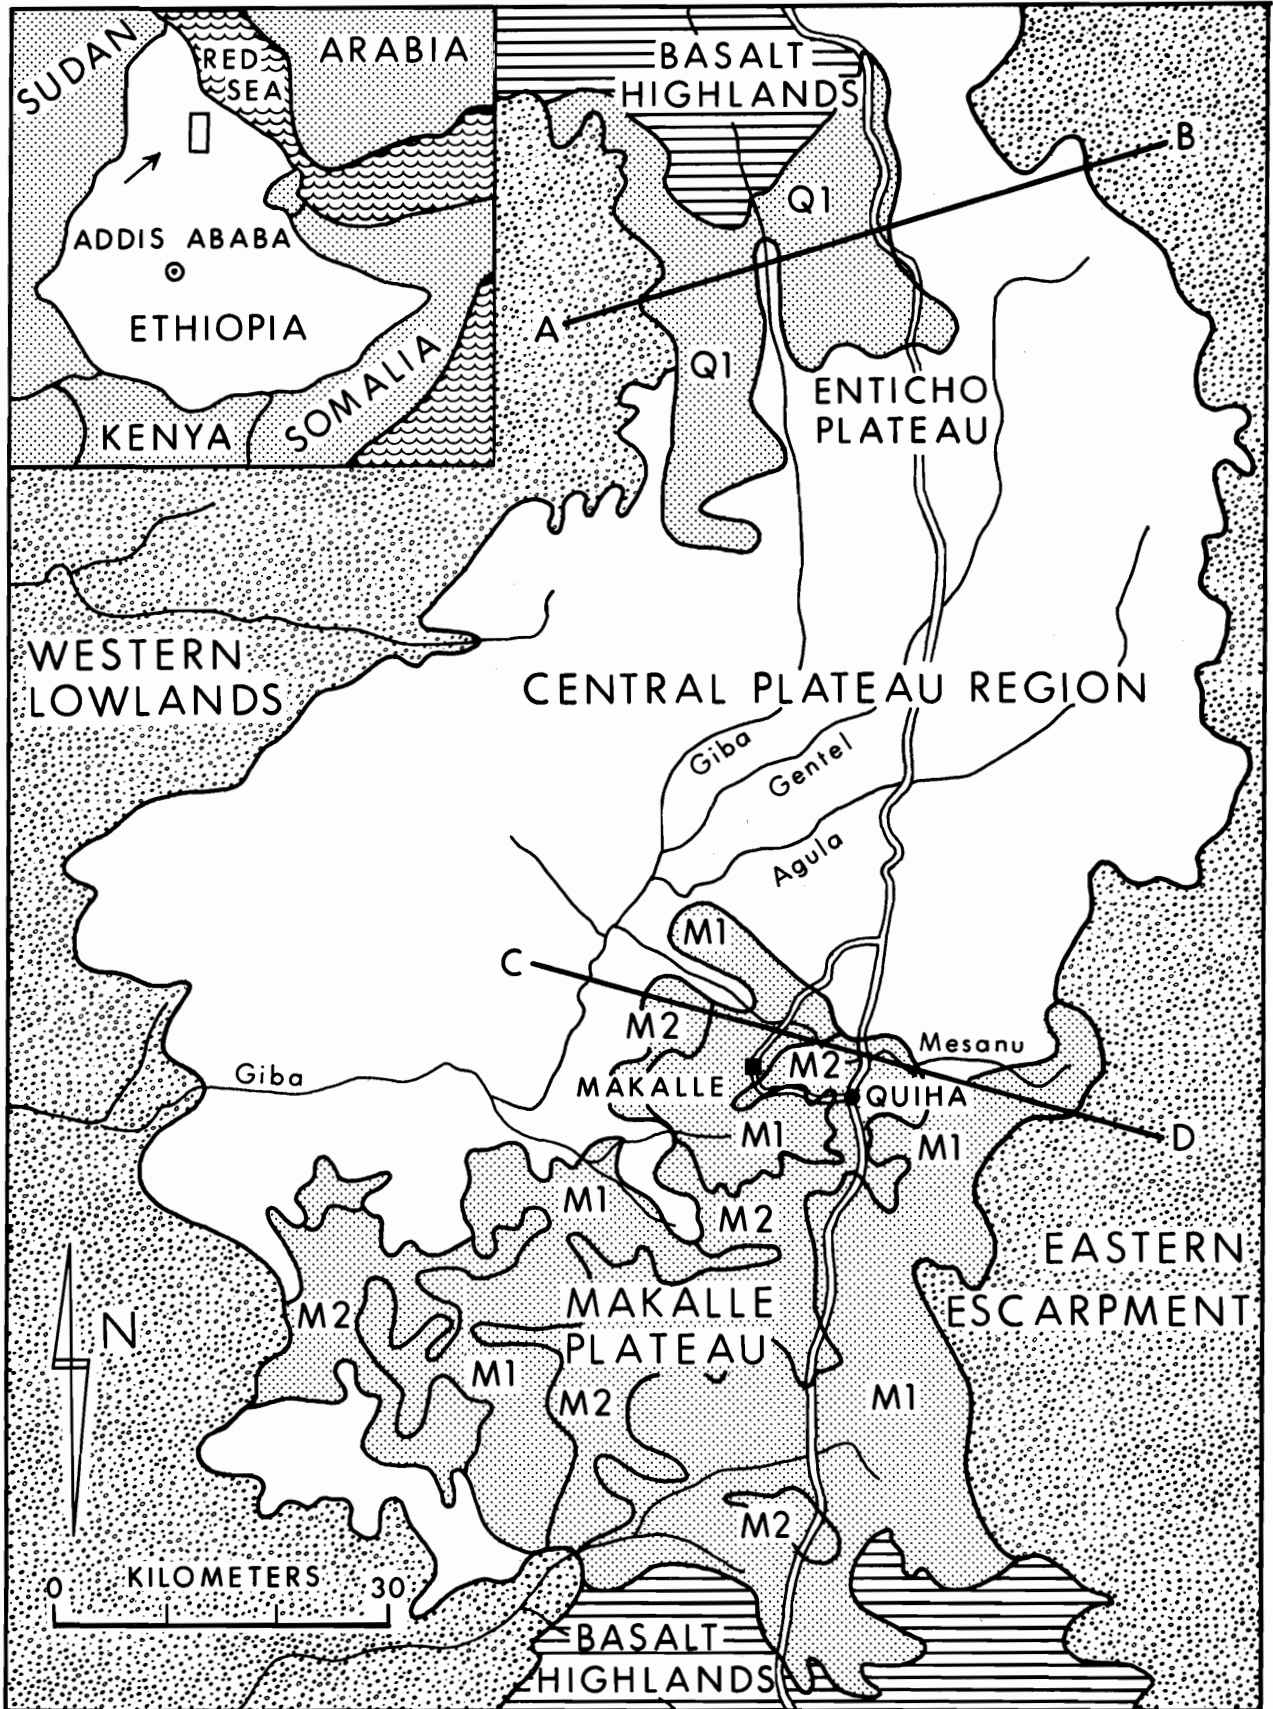 SUDAN
RED
SEA
ARABIA
ADDIS ABABA
ETHIOPIA
KENYA
SOMALIA
BASALT
HIGHLANDS
B
Q1
A
Q1
ENTICHO
PLATEAU
WESTERN
LOWLANDS
CENTRAL PLATEAU REGION
Giba
Gentel
Agula
M1
C
M2
Mesanu
M2
Giba
MAKALLE
QUIHA
M1
M1
D
M1
M2
EASTERN
ESCARPMENT
MAKALLE
PLATEAU
M2
N
M1
M2
M1
M2
0 KILOMETERS 30
BASALT
HIGHLANDS